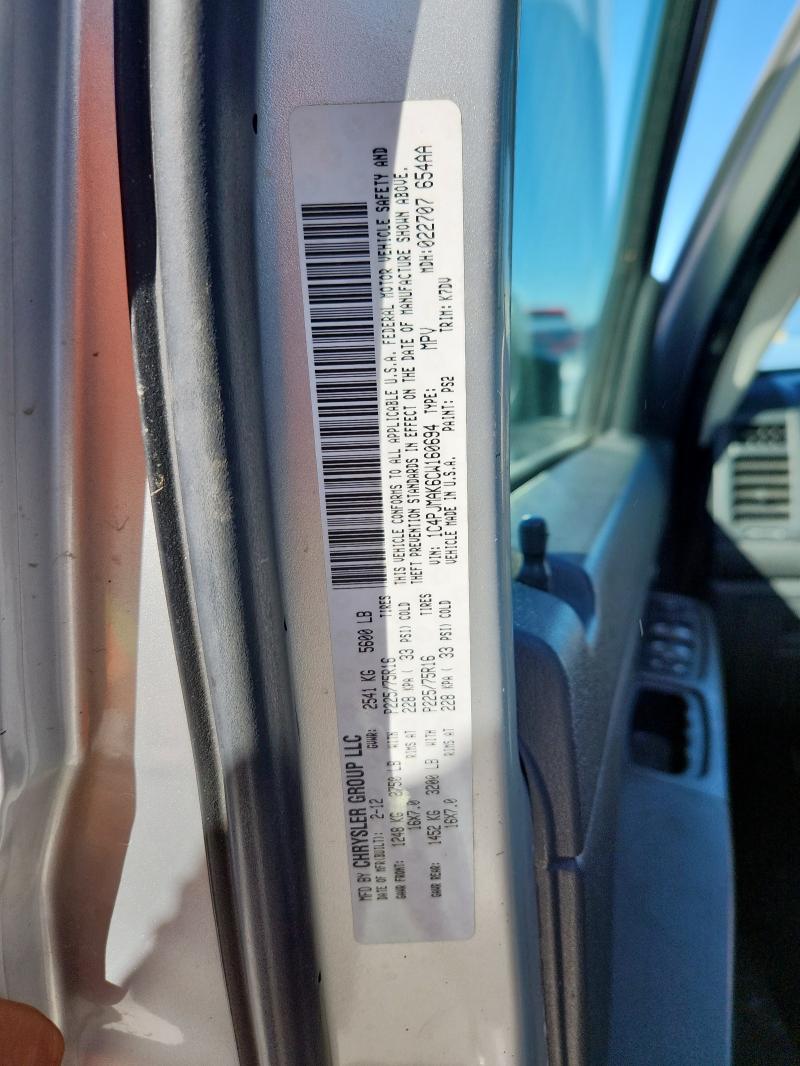 MFD BY CHRYSLER GROUP LLC
DATE OF MFR(BUILT): 2-12 GVWR: 2541 KG 5600 LB
GAWR FRONT: 1248 KG 2750 LB WITH P225/75R16 TIRES
16X7.0 RIMS AT 228 KPA ( 33 PSI) COLD
GAWR REAR: 1452 KG 3200 LB WITH P225/75R16 TIRES
16X7.0 RIMS AT 228 KPA ( 33 PSI) COLD
THIS VEHICLE CONFORMS TO ALL APPLICABLE U.S.A. FEDERAL MOTOR VEHICLE SAFETY AND
THEFT PREVENTION STANDARDS IN EFFECT ON THE DATE OF MANUFACTURE SHOWN ABOVE.
VIN: 1C4PJMAK6CW160694 TYPE: MPV MDH:022707 654AA
VEHICLE MADE IN U.S.A. PAINT: PS2 TRIM: K7DV